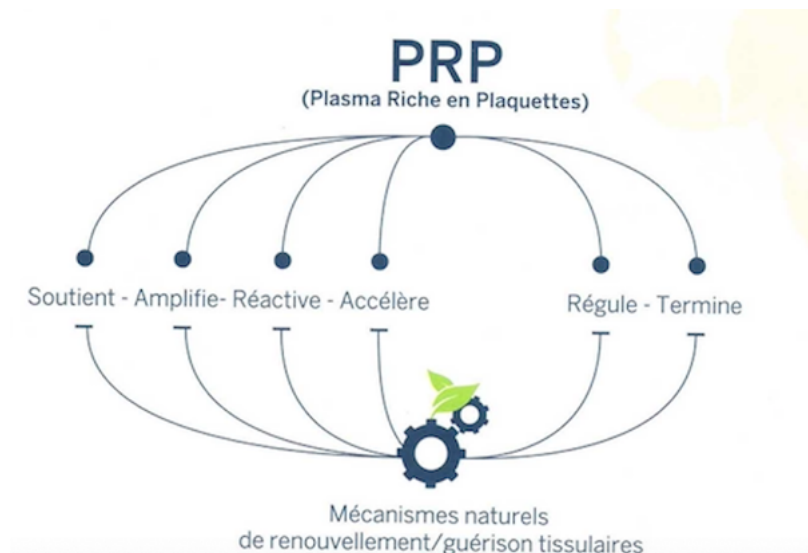 PRP
(Plasma Riche en Plaquettes)
Soutient - Amplifie- Réactive - Accélère
Régule - Termine
Mécanismes naturels
de renouvellement/guérison tissulaires